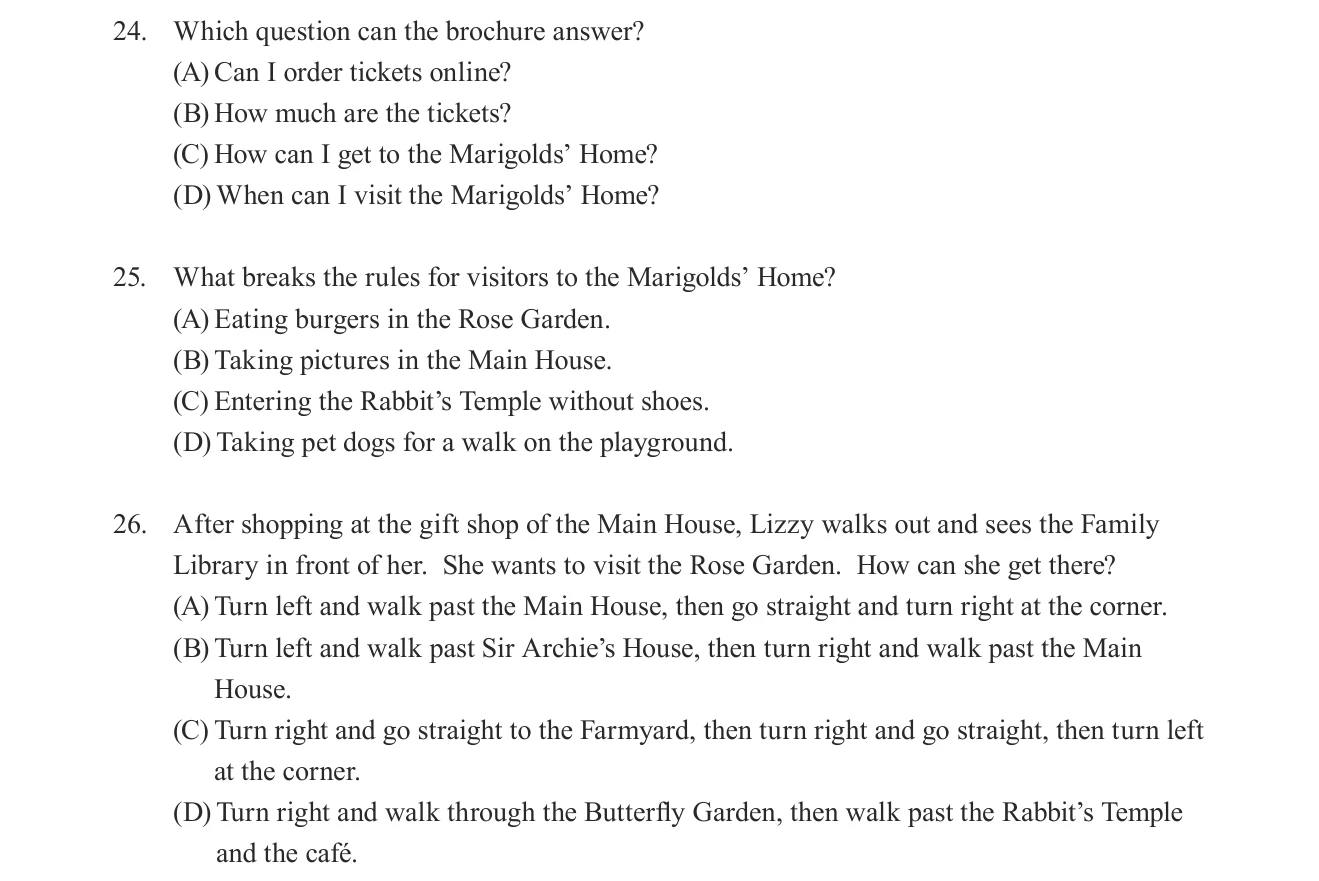 24. Which question can the brochure answer?
(A) Can I order tickets online?
(B) How much are the tickets?
(C) How can I get to the Marigolds’ Home?
(D) When can I visit the Marigolds’ Home?
25. What breaks the rules for visitors to the Marigolds’ Home?
(A) Eating burgers in the Rose Garden.
(B) Taking pictures in the Main House.
(C) Entering the Rabbit’s Temple without shoes.
(D) Taking pet dogs for a walk on the playground.
26. After shopping at the gift shop of the Main House, Lizzy walks out and sees the Family
Library in front of her. She wants to visit the Rose Garden. How can she get there?
(A) Turn left and walk past the Main House, then go straight and turn right at the corner.
(B) Turn left and walk past Sir Archie’s House, then turn right and walk past the Main
House.
(C) Turn right and go straight to the Farmyard, then turn right and go straight, then turn left
at the corner.
(D) Turn right and walk through the Butterfly Garden, then walk past the Rabbit’s Temple
and the café.